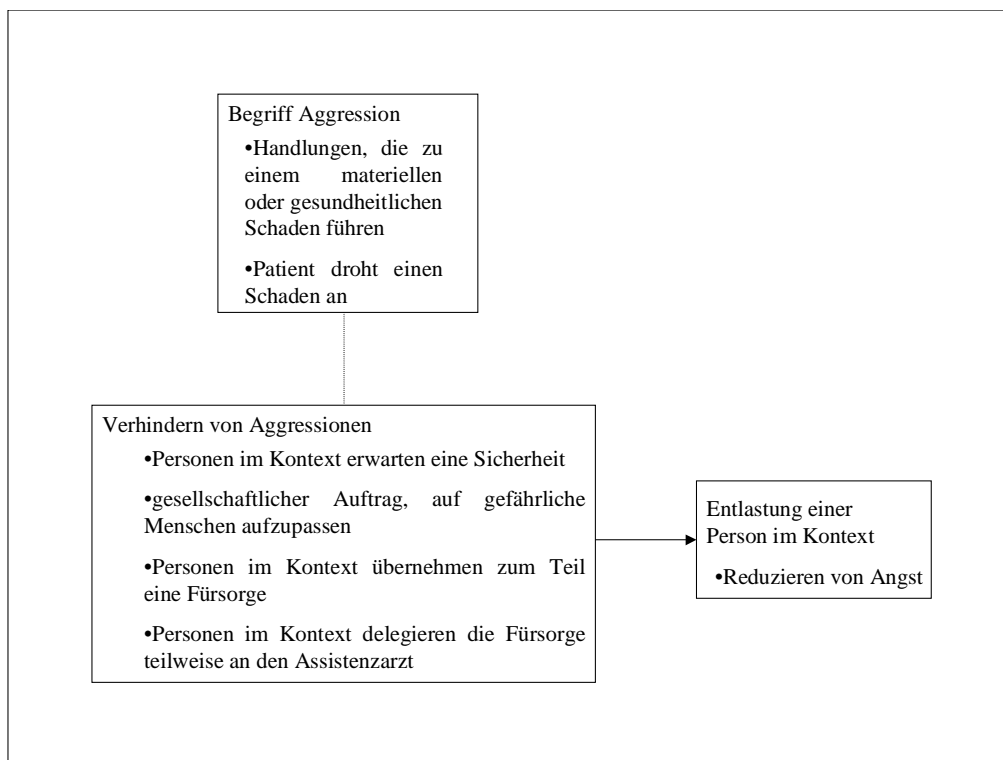 Begriff Aggression
•Handlungen, die zu
einem materiellen
oder gesundheitlichen
Schaden führen
•Patient droht einen
Schaden an
Verhindern von Aggressionen
•Personen im Kontext erwarten eine Sicherheit
•gesellschaftlicher Auftrag, auf gefährliche
Menschen aufzupassen
•Personen im Kontext übernehmen zum Teil
eine Fürsorge
•Personen im Kontext delegieren die Fürsorge
teilweise an den Assistenzarzt
Entlastung einer
Person im Kontext
•Reduzieren von Angst